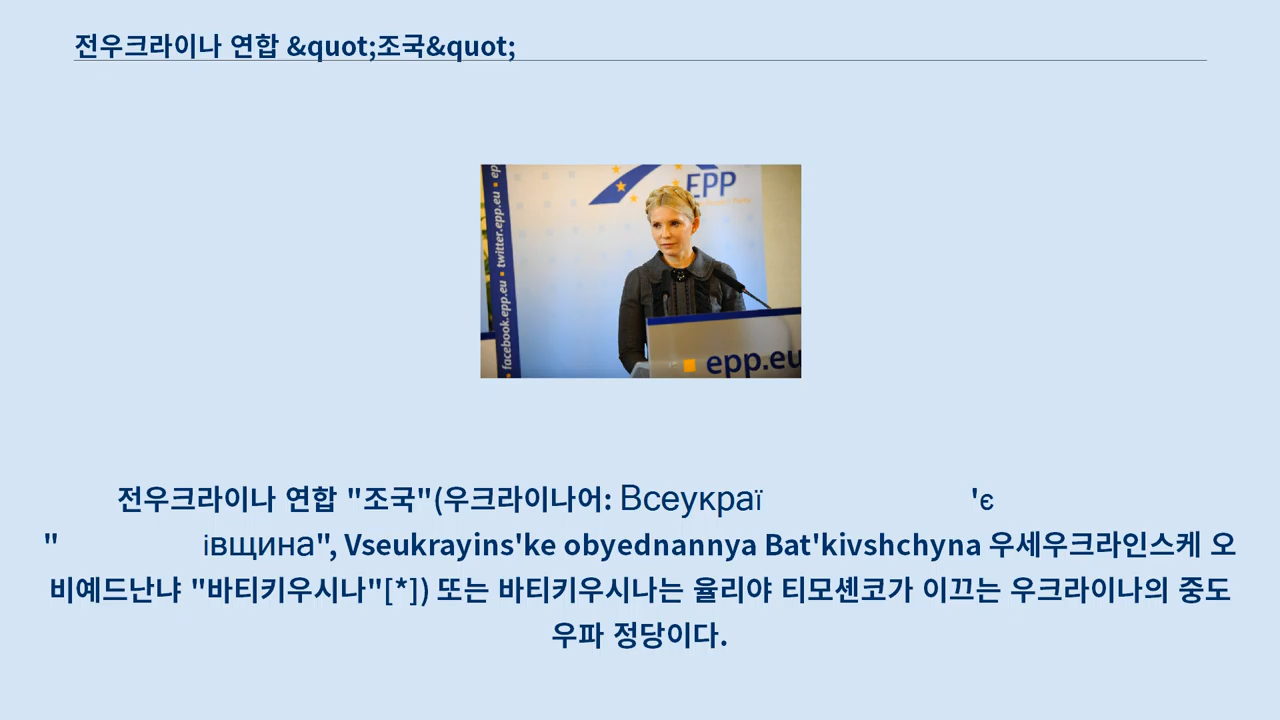 전우크라이나 연합 &quot;조국&quot;
facebook.epp.eu ▪ twitter.epp.eu ▪ ep
EPP
epp.eu
전우크라이나 연합 "조국"(우크라이나어: Всеукраї 'є
" івщина", Vseukrayins'ke obyednannya Bat'kivshchyna 우세우크라인스케 오
비예드난냐 "바티키우시나"[*]) 또는 바티키우시나는 율리야 티모셴코가 이끄는 우크라이나의 중도
우파 정당이다.